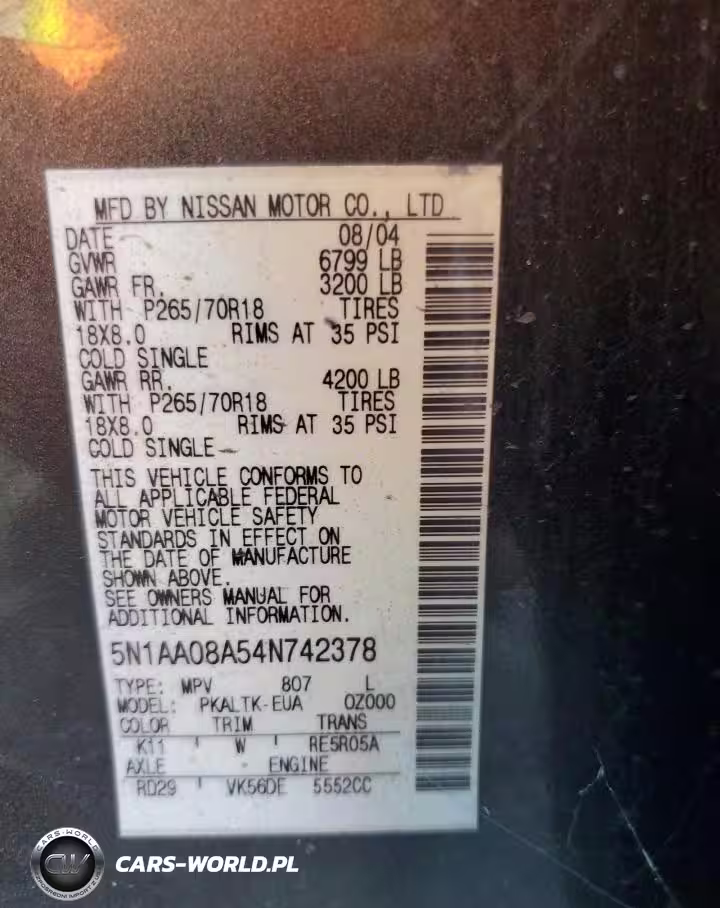 MFD BY NISSAN MOTOR CO., LTD
DATE 08/04
GVWR 6799 LB
GAWR FR. 3200 LB
WITH P265/70R18 TIRES
18X8.0 RIMS AT 35 PSI
COLD SINGLE
GAWR RR. 4200 LB
WITH P265/70R18 TIRES
18X8.0 RIMS AT 35 PSI
COLD SINGLE
THIS VEHICLE CONFORMS TO
ALL APPLICABLE FEDERAL
MOTOR VEHICLE SAFETY
STANDARDS IN EFFECT ON
THE DATE OF MANUFACTURE
SHOWN ABOVE.
SEE OWNERS MANUAL FOR
ADDITIONAL INFORMATION.
5N1AA08A54N742378
TYPE: MPV 807 L
MODEL: PKALTK-EUA 0Z000
COLOR TRIM TRANS
K11 W RE5R05A
AXLE ENGINE
RD29 VK56DE 5552CC
CARS-WORLD
CW
CARS-WORLD.PL